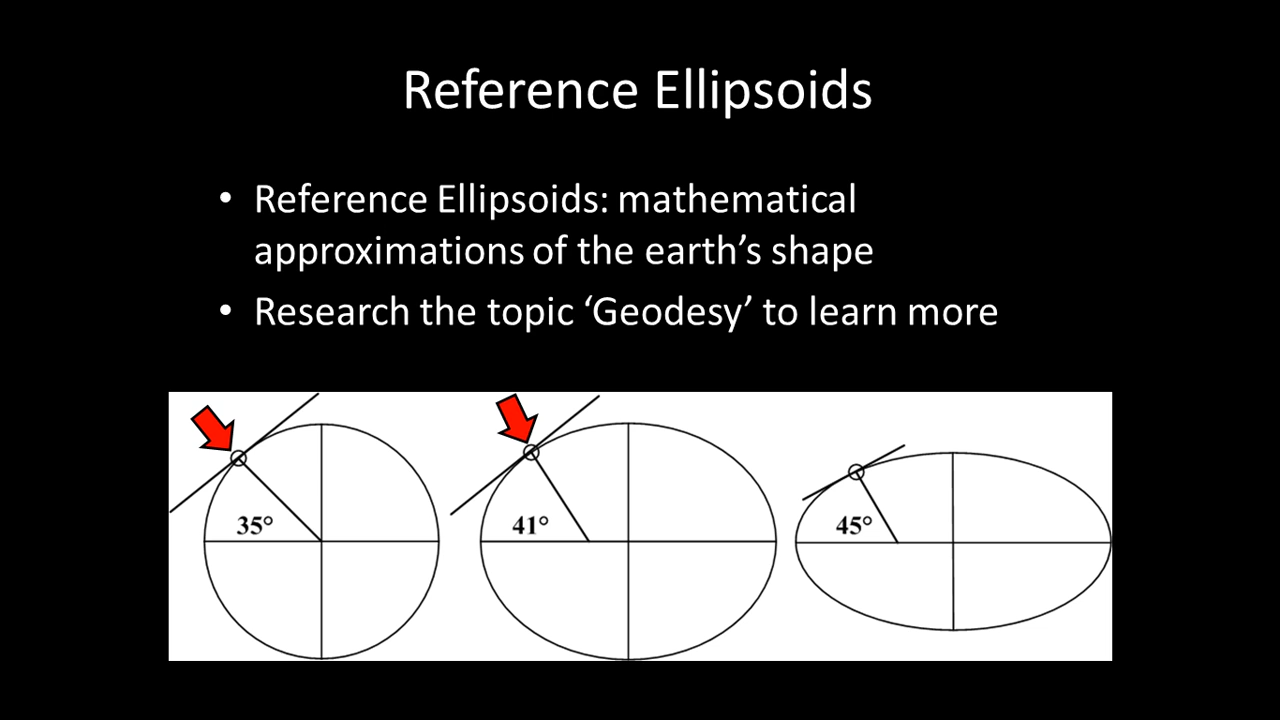 Reference Ellipsoids
• Reference Ellipsoids: mathematical
approximations of the earth’s shape
• Research the topic ‘Geodesy’ to learn more
35° 41° 45°